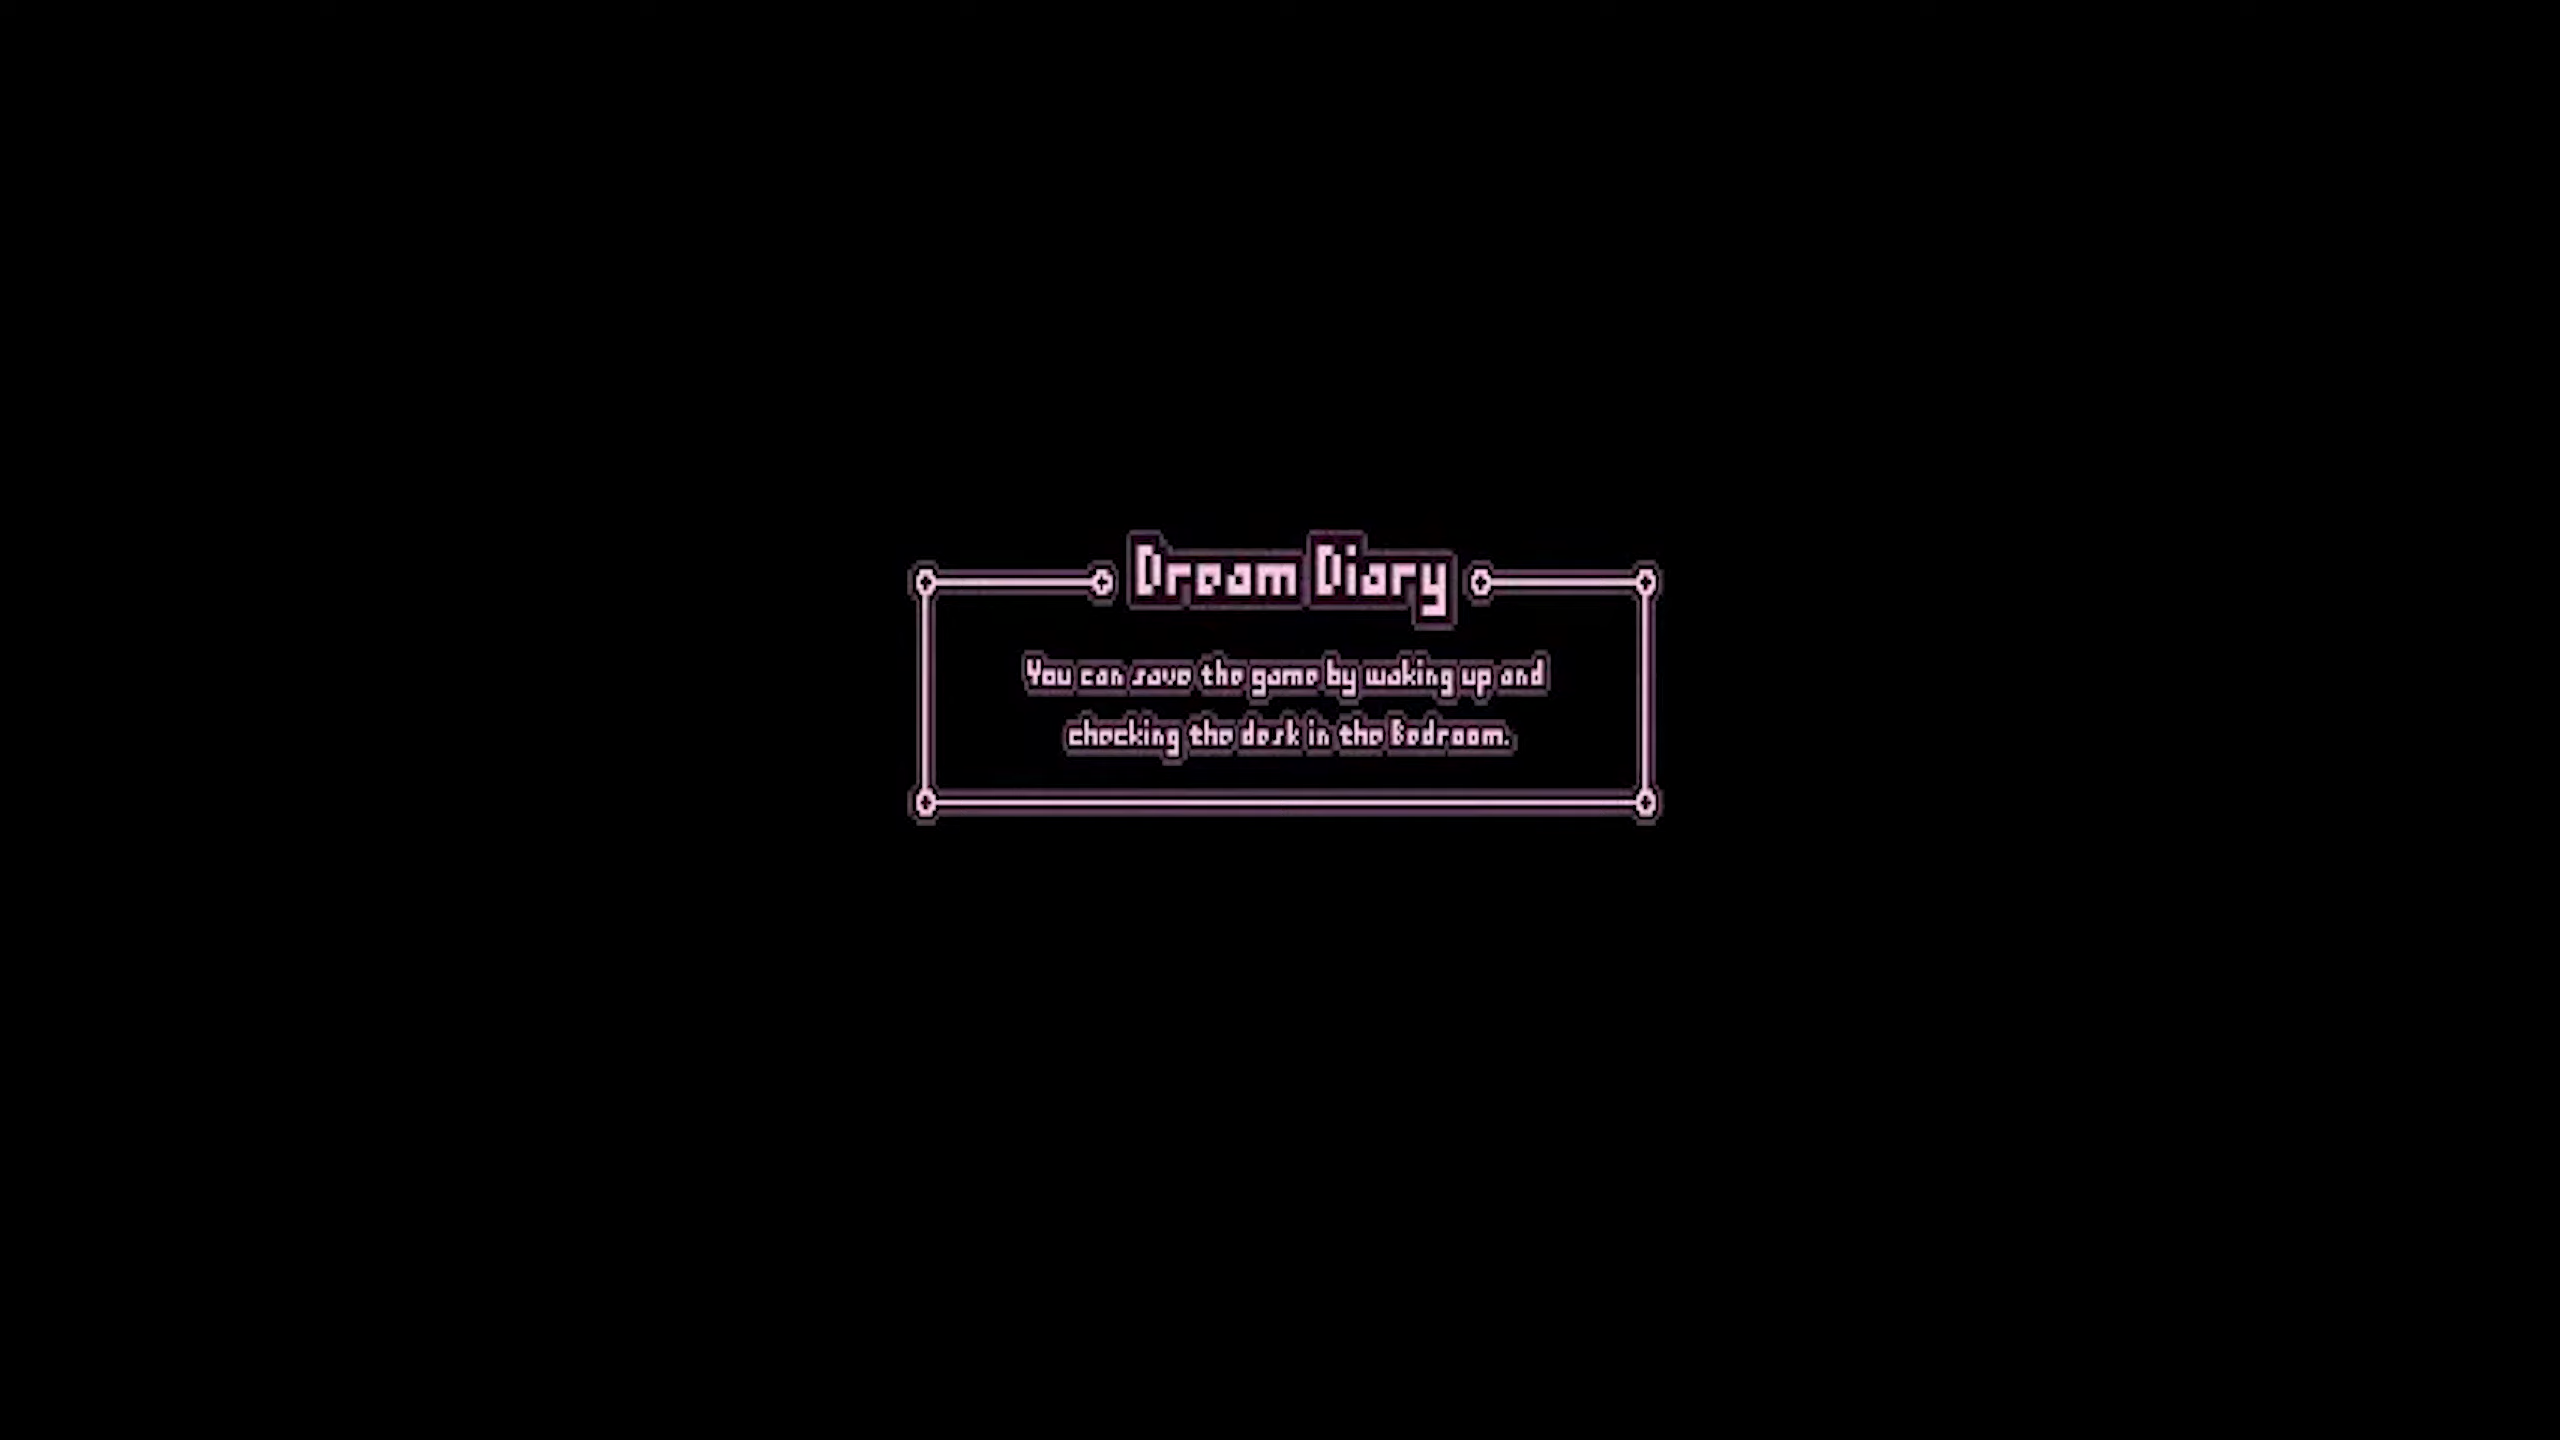 Dream Diary
You can save the game by waking up and
checking the desk in the Bedroom.